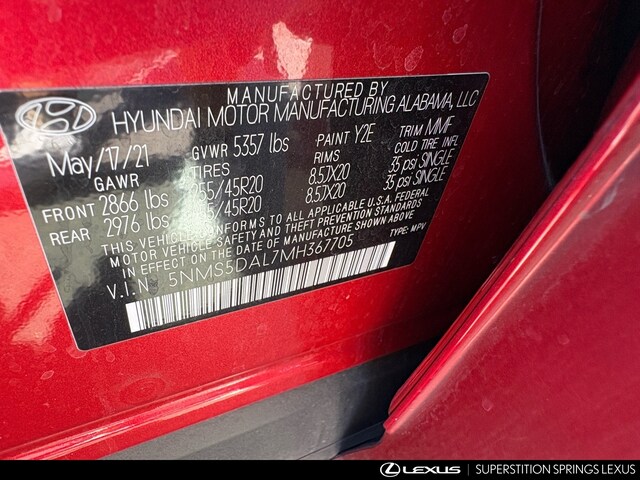 MANUFACTURED BY
HYUNDAI MOTOR MANUFACTURING ALABAMA, LLC
May/17/21 GVWR 5357 lbs PAINT Y2E TRIM MMF
GAWR TIRES RIMS COLD TIRE INFL
FRONT 2866 lbs 255/45R20 8.5JX20 35 psi SINGLE
REAR 2976 lbs /45R20 8.5JX20 35 psi SINGLE
THIS VEHICLE CONFORMS TO ALL APPLICABLE U.S.A. FEDERAL
MOTOR VEHICLE SAFETY AND THEFT PREVENTION STANDARDS
IN EFFECT ON THE DATE OF MANUFACTURE SHOWN ABOVE.
V.I.N. 5NMS5DAL7MH367705 TYPE: MPV
LEXUS | SUPERSTITION SPRINGS LEXUS